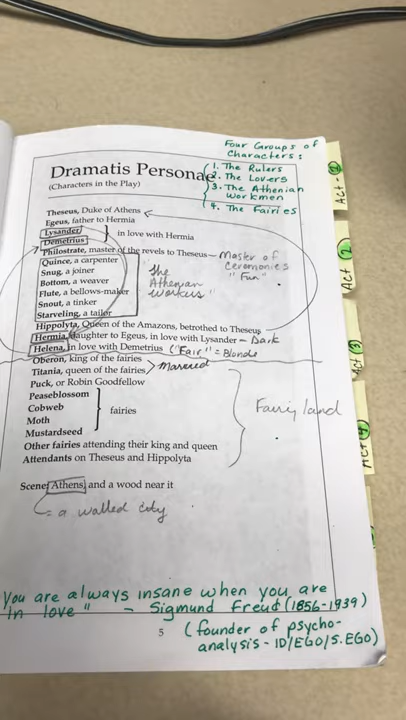 Four Groups of
Characters:
1. The Rulers
2. The Lovers
3. The Athenian
Workmen
4. The Fairies
Dramatis Personae
(Characters in the Play)
Theseus, Duke of Athens
Egeus, father to Hermia
Lysander
Demetrius
in love with Hermia
Philostrate, master of the revels to Theseus – Master of
Ceremonies
"Fun"
Quince, a carpenter
Snug, a joiner
Bottom, a weaver
Flute, a bellows-maker
Snout, a tinker
Starveling, a tailor
"The
Athenian
Workers"
Hippolyta, Queen of the Amazons, betrothed to Theseus
Hermia, daughter to Egeus, in love with Lysander – Dark
Helena, in love with Demetrius ("Fair" = Blonde
Oberon, king of the fairies
Titania, queen of the fairies
Married
Puck, or Robin Goodfellow
Peaseblossom
Cobweb
Moth
Mustardseed
fairies
Other fairies attending their king and queen
Attendants on Theseus and Hippolyta
Fairy land
Scene: Athens, and a wood near it
= a walled city
"You are always insane when you are
in love" – Sigmund Freud (1856-1939)
(founder of psycho-
analysis - ID/EGO/S.EGO)
5
Act - 1
Act 2
Act 3
Act 4